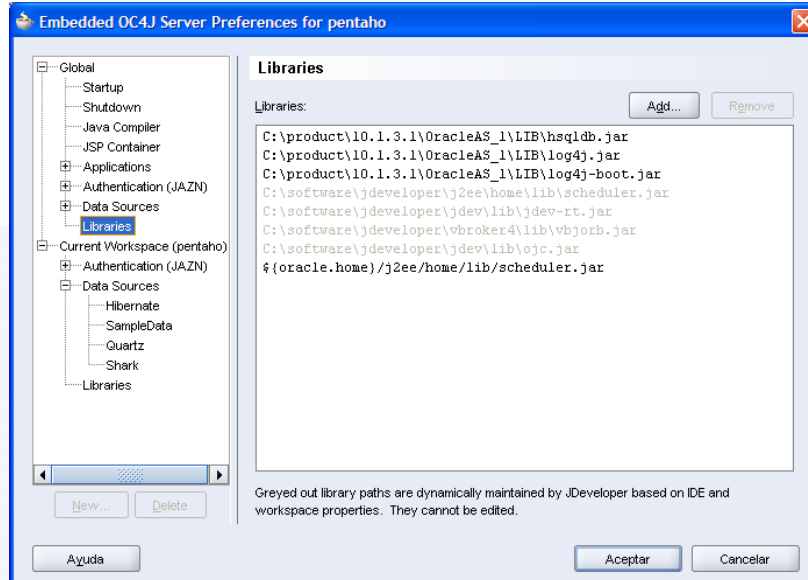 Embedded OC4J Server Preferences for pentaho
Global
Startup
Shutdown
Java Compiler
JSP Container
Applications
Authentication (JAZN)
Data Sources
Libraries
Current Workspace (pentaho)
Authentication (JAZN)
Data Sources
Hibernate
SampleData
Quartz
Shark
Libraries
New...
Delete
Libraries
Libraries:
Add...
Remove
C:\product\10.1.3.1\OracleAS_1\LIB\hsqldb.jar
C:\product\10.1.3.1\OracleAS_1\LIB\log4j.jar
C:\product\10.1.3.1\OracleAS_1\LIB\log4j-boot.jar
C:\software\jdeveloper\j2ee\home\lib\scheduler.jar
C:\software\jdeveloper\jdev\lib\jdev-rt.jar
C:\software\jdeveloper\vbroker4\lib\vbjorb.jar
C:\software\jdeveloper\jdev\lib\ojc.jar
${oracle.home}/j2ee/home/lib/scheduler.jar
Greyed out library paths are dynamically maintained by JDeveloper based on IDE and
workspace properties. They cannot be edited.
Ayuda
Aceptar
Cancelar